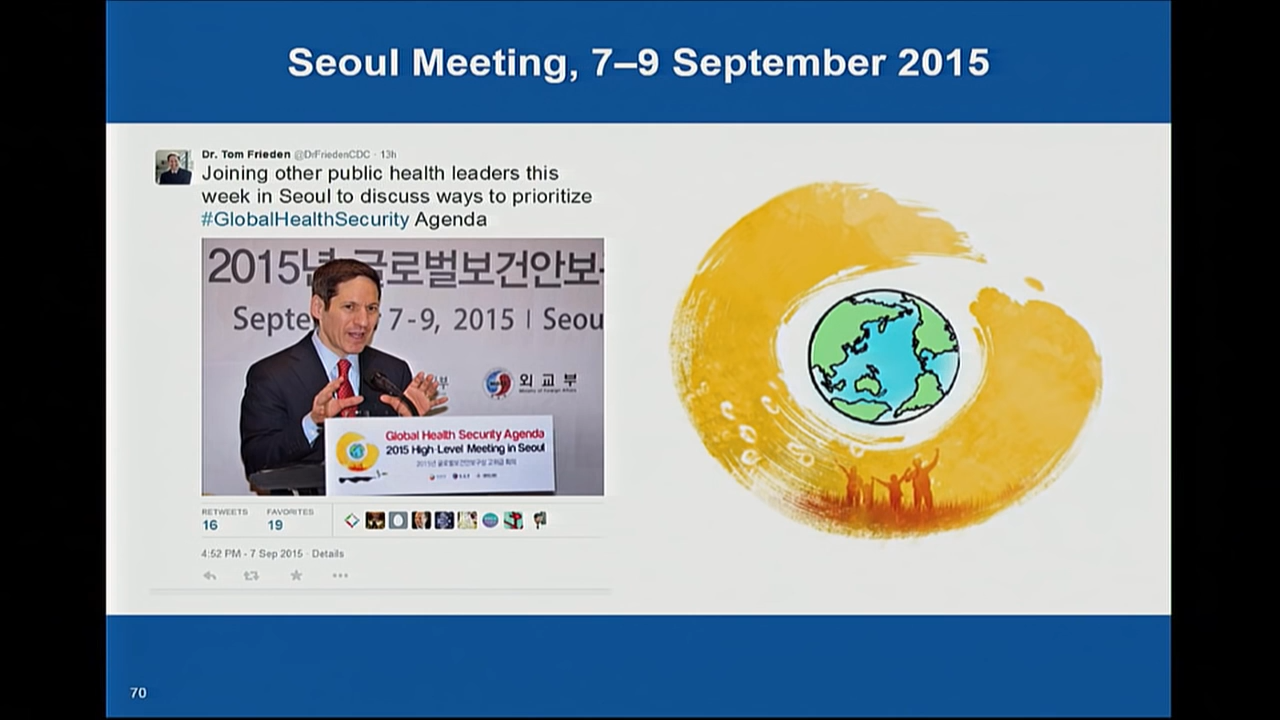 Seoul Meeting, 7–9 September 2015
Dr. Tom Frieden @DrFriedenCDC · 13h
Joining other public health leaders this
week in Seoul to discuss ways to prioritize
#GlobalHealthSecurity Agenda
2015년 글로벌보건안보
Septe 7-9, 2015 | Seou
부 외교부
Ministry of Foreign Affairs
Global Health Security Agenda
2015 High-Level Meeting in Seoul
2015년 글로벌보건안보구상 고위급 회의
RETWEETS FAVORITES
16 19
4:52 PM - 7 Sep 2015 · Details
70